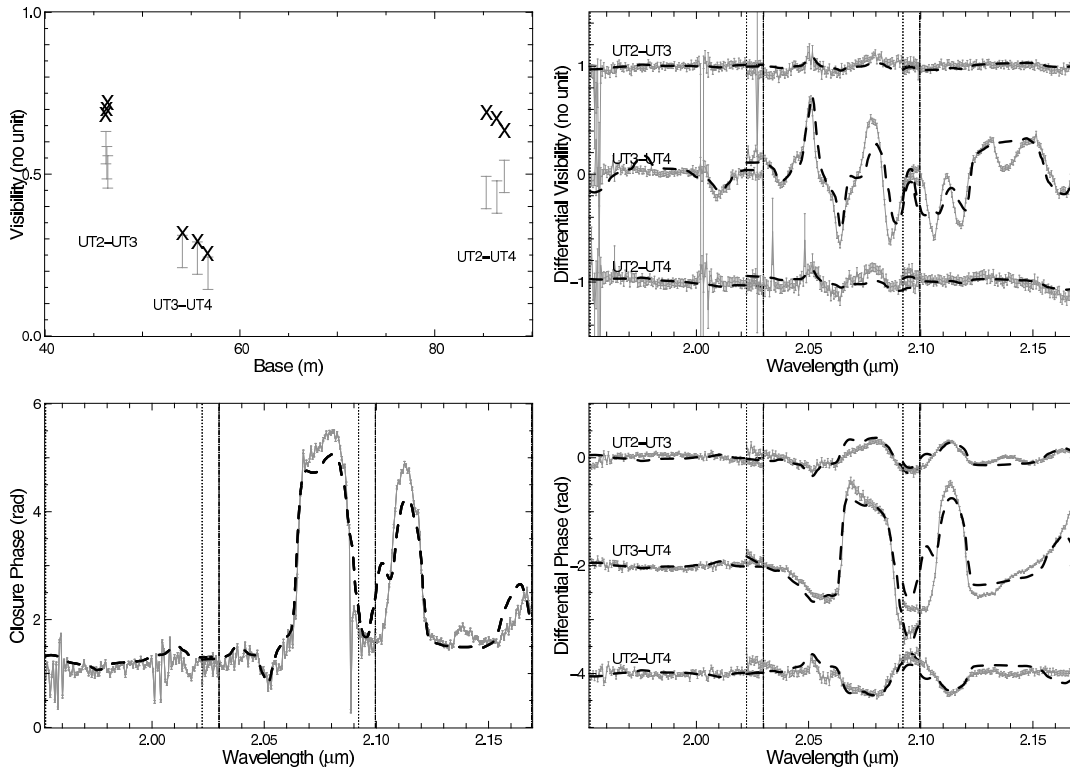 1.0
0.5
0.0
Visibility (no unit)
UT2−UT3
UT3−UT4
UT2−UT4
40
60
80
Base (m)
1
0
−1
Differential Visibility (no unit)
UT2−UT3
UT3−UT4
UT2−UT4
2.00
2.05
2.10
2.15
Wavelength (μm)
6
4
2
0
Closure Phase (rad)
2.00
2.05
2.10
2.15
Wavelength (μm)
0
−2
−4
Differential Phase (rad)
UT2−UT3
UT3−UT4
UT2−UT4
2.00
2.05
2.10
2.15
Wavelength (μm)